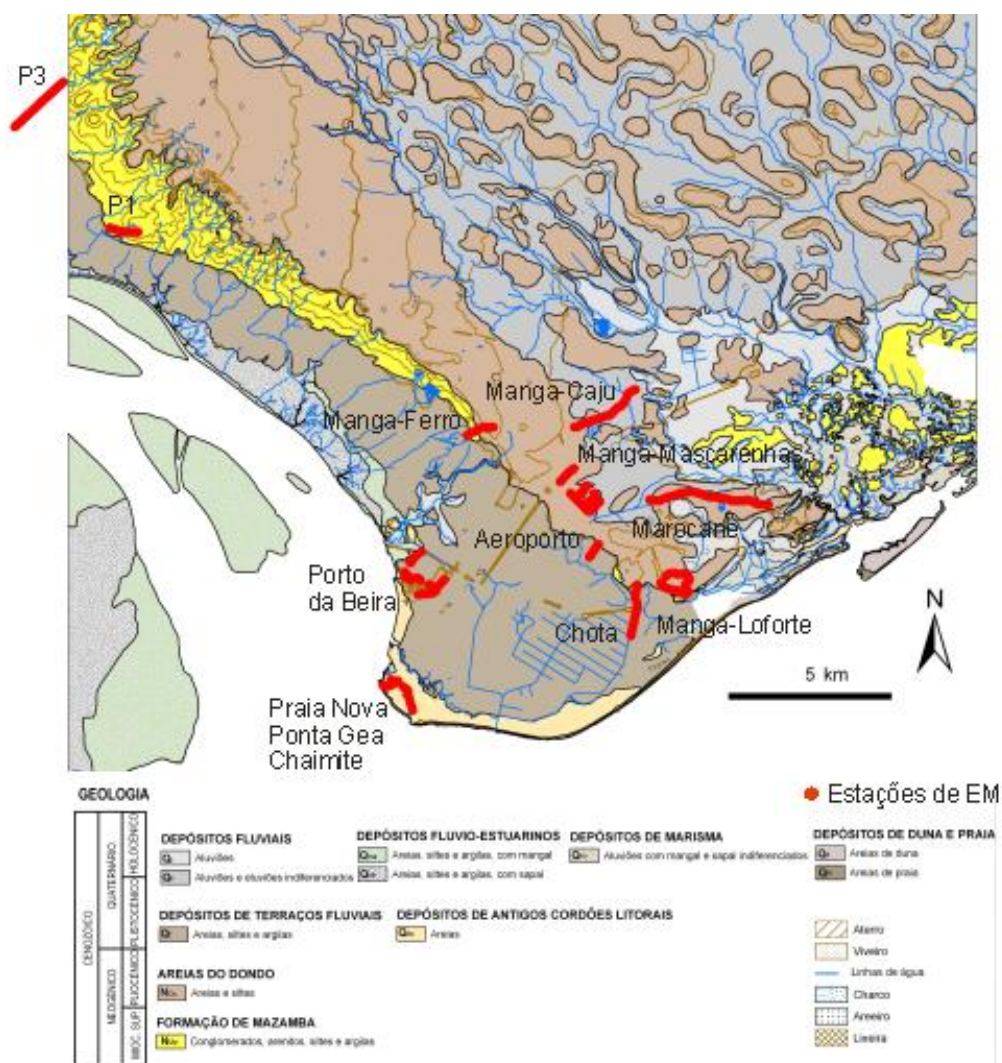 P3
P1
Manga-Caju
Manga-Ferro
Manga-Mascarenhas
Marocane
Aeroporto
Porto
da Beira
Chota
Manga-Loforte
N
5 km
Praia Nova
Ponta Gea
Chaimite
GEOLOGIA
Estações de EM
CENOZÓICO
QUATERNÁRIO
NEOGÉNICO
HOLOCÉNICO
PLISTOCÉNICO
PLIOCÉNICO
MIOC. SUP.
DEPÓSITOS FLUVIAIS
Aluviões
Aluviões e eluviões indiferenciados
DEPÓSITOS FLUVIO-ESTUARINOS
Areias, siltes e argilas, com mangal
Areias, siltes e argilas, com sapal
DEPÓSITOS DE MARISMA
Aluviões com mangal e sapal indiferenciados
DEPÓSITOS DE DUNA E PRAIA
Areias de duna
Areias de praia
DEPÓSITOS DE TERRAÇOS FLUVIAIS
Areias, siltes e argilas
DEPÓSITOS DE ANTIGOS CORDÕES LITORAIS
Areias
AREIAS DO DONDO
Areias e siltes
FORMAÇÃO DE MAZAMBA
Conglomerados, arenitos, siltes e argilas
Aterro
Viveiro
Linhas de água
Charco
Areeiro
Lixeira